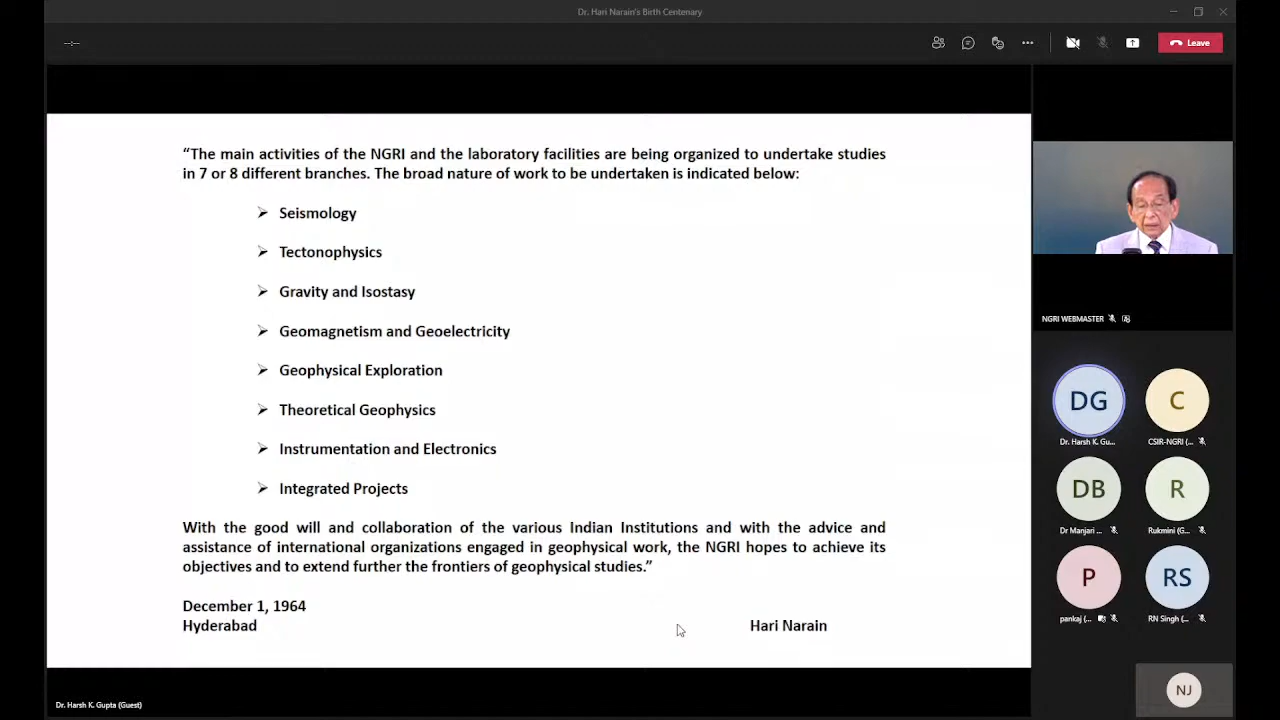 Dr. Hari Narain's Birth Centenary
--:--
Leave
“The main activities of the NGRI and the laboratory facilities are being organized to undertake studies
in 7 or 8 different branches. The broad nature of work to be undertaken is indicated below:
Seismology
Tectonophysics
Gravity and Isostasy
Geomagnetism and Geoelectricity
Geophysical Exploration
Theoretical Geophysics
Instrumentation and Electronics
Integrated Projects
With the good will and collaboration of the various Indian Institutions and with the advice and
assistance of international organizations engaged in geophysical work, the NGRI hopes to achieve its
objectives and to extend further the frontiers of geophysical studies.”
December 1, 1964
Hyderabad
Hari Narain
NGRI WEBMASTER
DG
Dr. Harsh K. Gu...
C
CSIR-NGRI (...
DB
Dr Manjari ...
R
Rukmini (G...
P
pankaj (...
RS
RN Singh (...
NJ
Dr. Harsh K. Gupta (Guest)